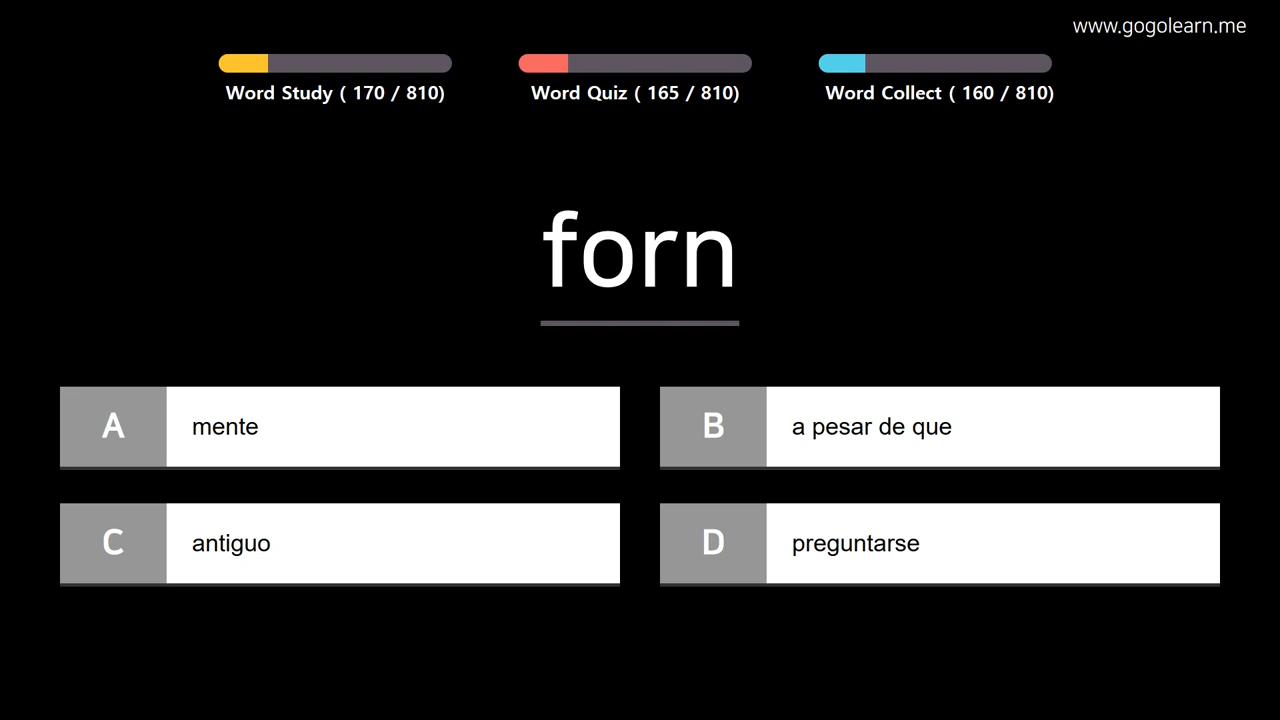 www.gogolearn.me
Word Study ( 170 / 810)
Word Quiz ( 165 / 810)
Word Collect ( 160 / 810)
forn
A mente
B a pesar de que
C antiguo
D preguntarse